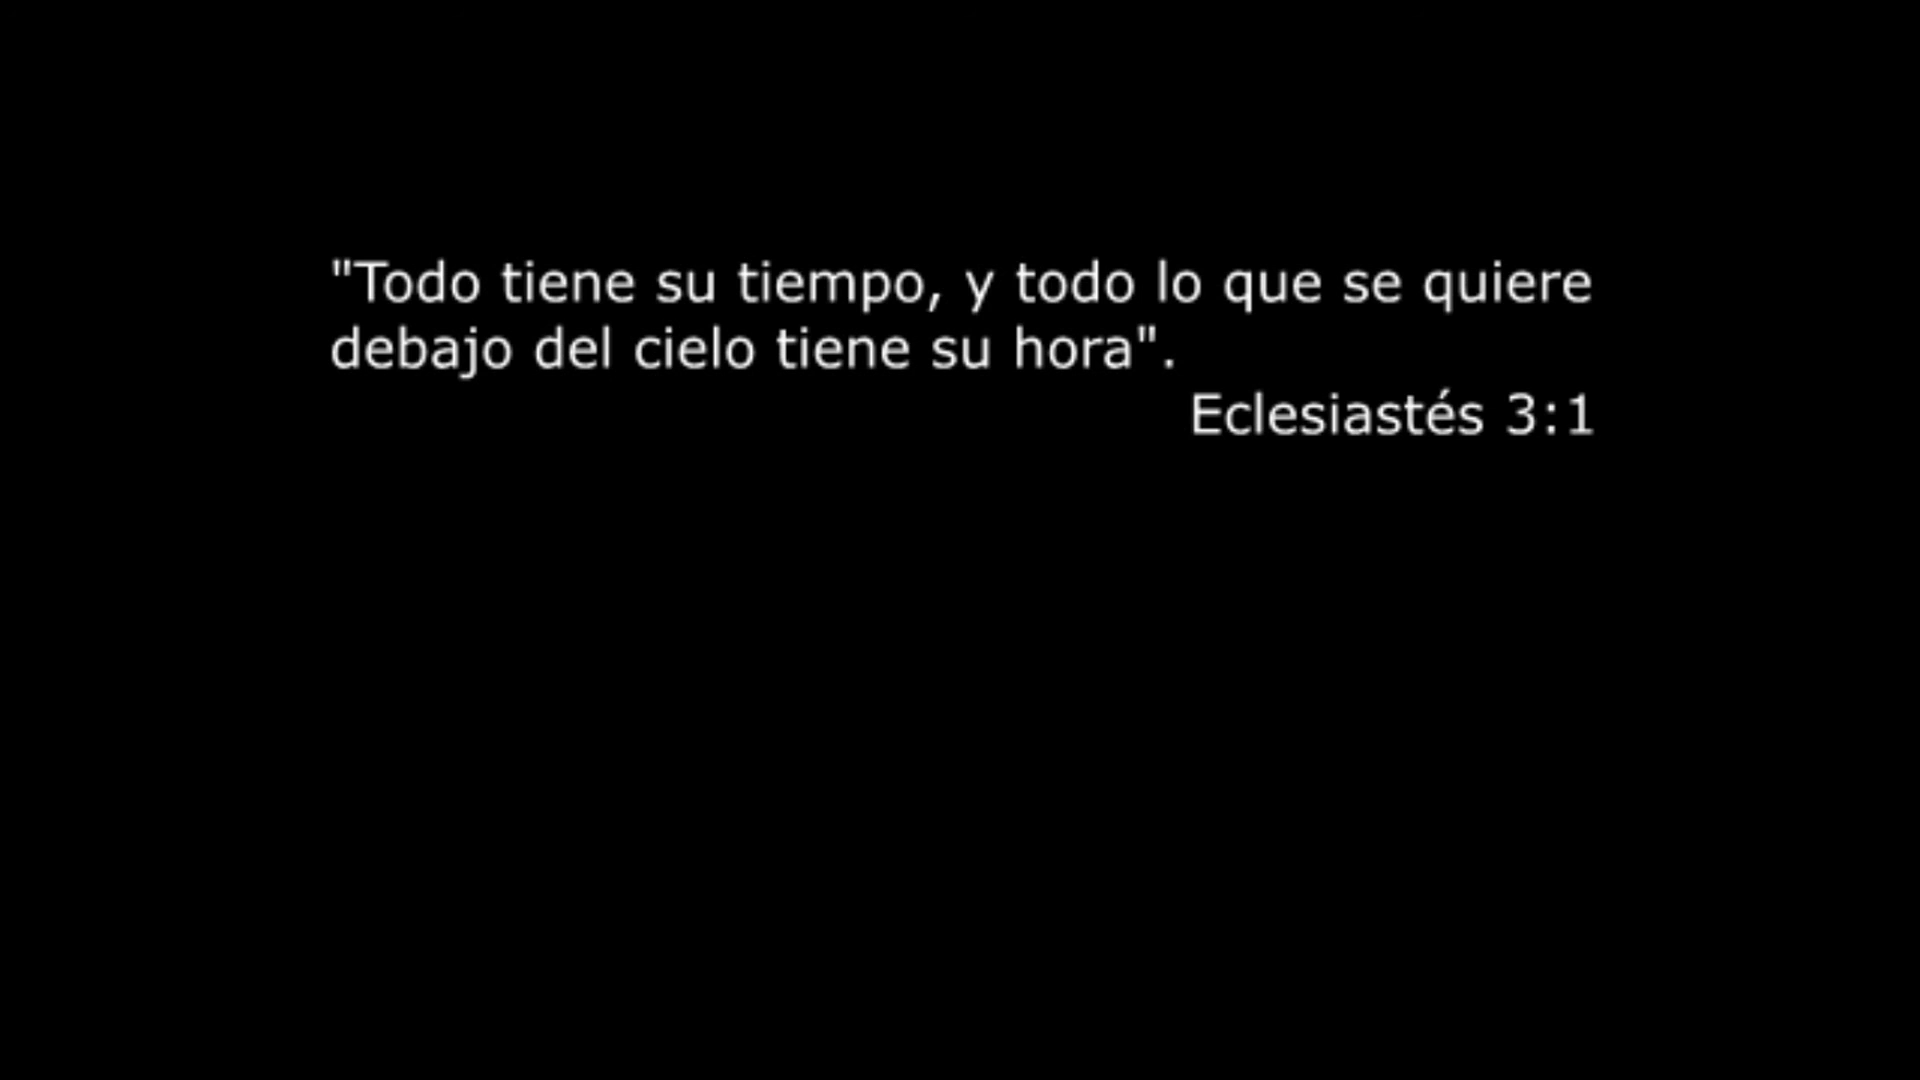 "Todo tiene su tiempo, y todo lo que se quiere
debajo del cielo tiene su hora".
Eclesiastés 3:1